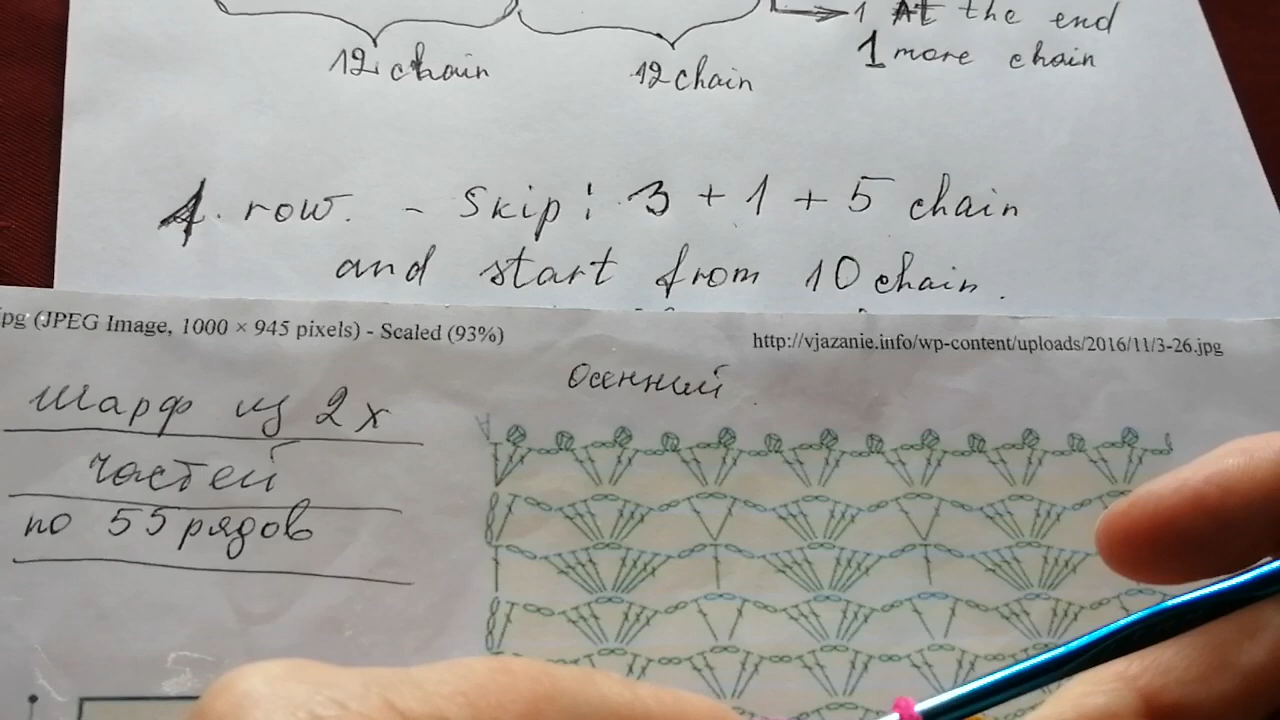 1 At the end
12 chain 12 chain 1 more chain
1. row. - Skip: 3 + 1 + 5 chain
and start from 10 chain.
pg (JPEG Image, 1000 × 945 pixels) - Scaled (93%) http://vjazanie.info/wp-content/uploads/2016/11/3-26.jpg
Осенний
шарф из 2х
частей
по 55 рядов